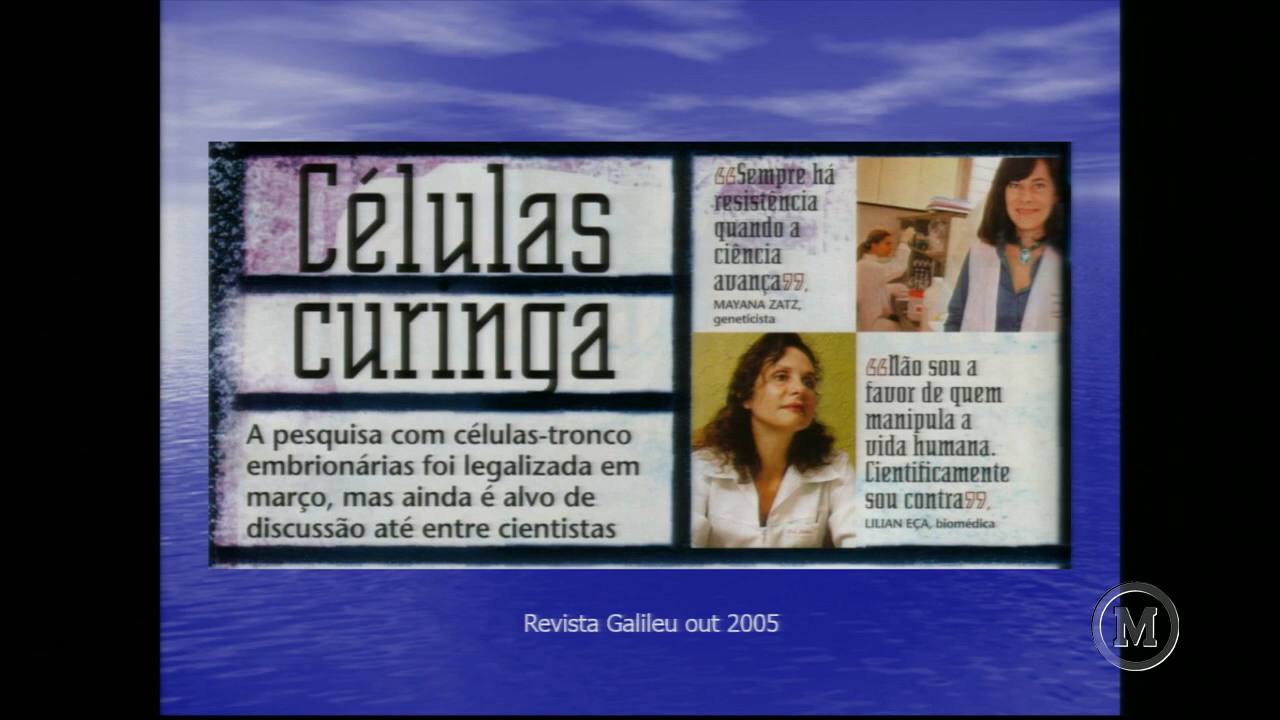 Células
curinga
A pesquisa com células-tronco
embrionárias foi legalizada em
março, mas ainda é alvo de
discussão até entre cientistas
“Sempre há
resistência
quando a
ciência
avança”.
MAYANA ZATZ,
geneticista
“Não sou a
favor de quem
manipula a
vida humana.
Cientificamente
sou contra”.
LILIAN EÇA, biomédica
Revista Galileu out 2005
M